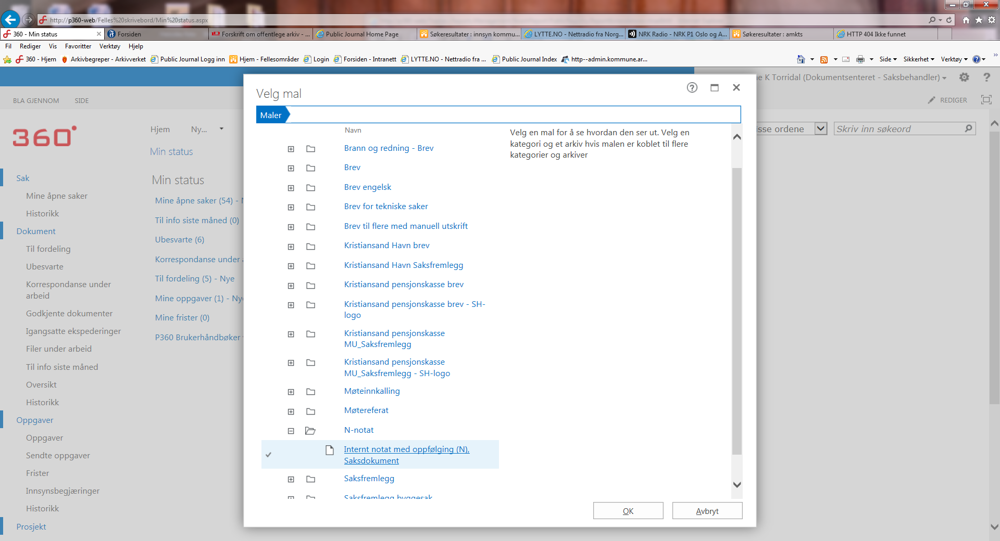 http://p360-web/Felles%20skrivebord/Min%20status.aspx
360 - Min status
Forsiden
Forskrift om offentlege arkiv - ...
Public Journal Home Page
Søkeresultater : innsyn kommu...
LYTTE.NO - Nettradio fra Norg...
NRK Radio - NRK P1 Oslo og A...
Søkeresultater : amkts
HTTP 404 Ikke funnet
Fil Rediger Vis Favoritter Verktøy Hjelp
360 - Hjem
Arkivbegreper - Arkivverket
Public Journal Logg inn
Hjem - Fellesområder
Login
Forsiden - Intranett
LYTTE.NO - Nettradio fra ...
Public Journal Index
http--admin.kommune.ar...
Side
Sikkerhet
Verktøy
e K Torridal (Dokumentsenteret - Saksbehandler)
BLA GJENNOM SIDE
REDIGER
360°
Hjem Ny...
Min status
isse ordene
Skriv inn søkeord
Sak
Mine åpne saker
Historikk
Dokument
Til fordeling
Ubesvarte
Korrespondanse under
arbeid
Godkjente dokumenter
Igangsatte ekspederinger
Filer under arbeid
Til info siste måned
Oversikt
Historikk
Oppgaver
Oppgaver
Sendte oppgaver
Frister
Innsynsbegjæringer
Historikk
Prosjekt
Min status
Mine åpne saker (54) -
Til info siste måned (0)
Ubesvarte (6)
Korrespondanse under
Til fordeling (5) - Nye
Mine oppgaver (1) - Nye
Mine frister (0)
P360 Brukerhåndbøker
Velg mal
Maler
Navn
Brann og redning - Brev
Brev
Brev engelsk
Brev for tekniske saker
Brev til flere med manuell utskrift
Kristiansand Havn brev
Kristiansand Havn Saksfremlegg
Kristiansand pensjonskasse brev
Kristiansand pensjonskasse brev - SH-
logo
Kristiansand pensjonskasse
MU_Saksfremlegg
Kristiansand pensjonskasse
MU_Saksfremlegg - SH-logo
Møteinnkalling
Møtereferat
N-notat
Internt notat med oppfølging (N),
Saksdokument
Saksfremlegg
Saksfremlegg byggesak
Velg en mal for å se hvordan den ser ut. Velg en
kategori og et arkiv hvis malen er koblet til flere
kategorier og arkiver
OK
Avbryt